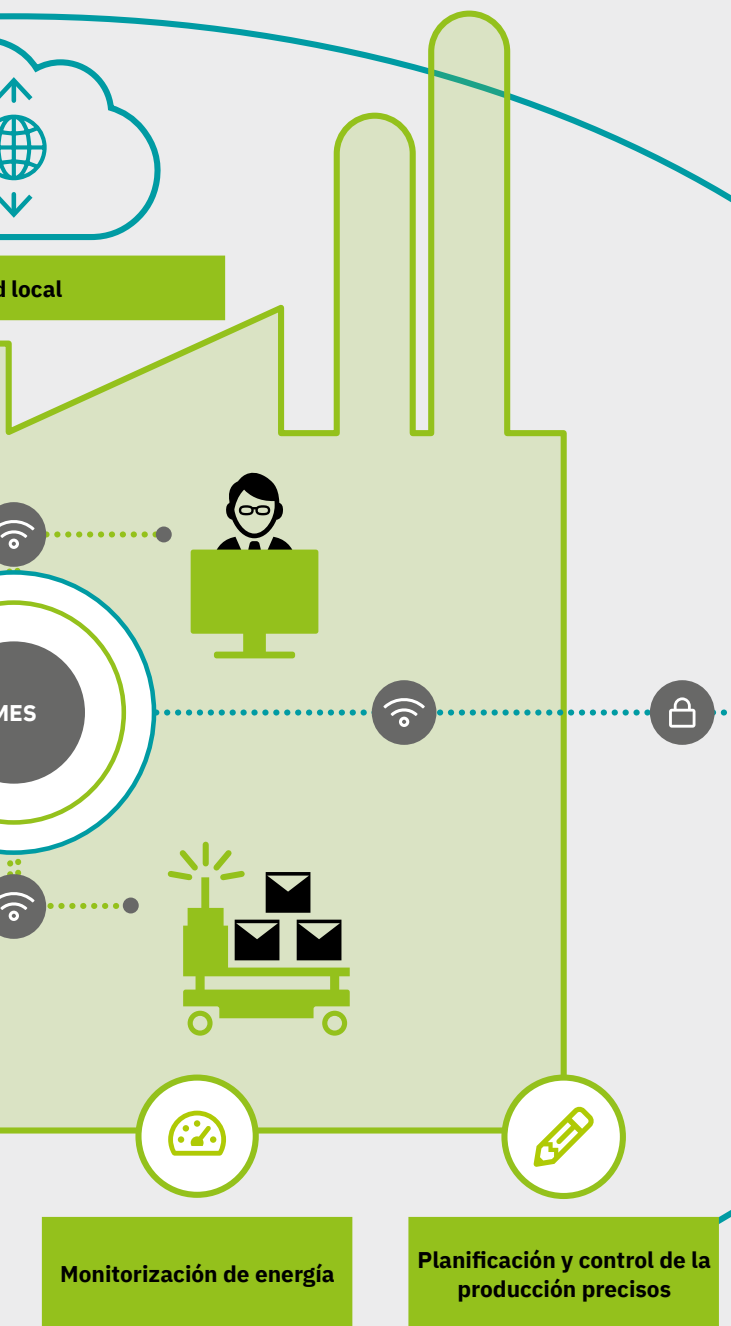 local
MES
Monitorización de energía
Planificación y control de la
producción precisos